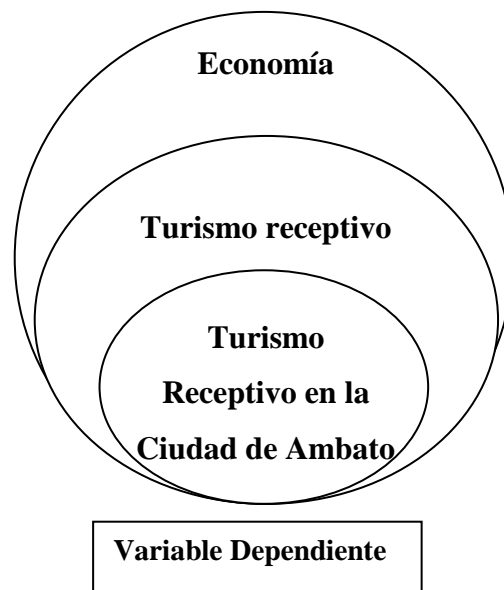 Economía
Turismo receptivo
Turismo
Receptivo en la
Ciudad de Ambato
Variable Dependiente